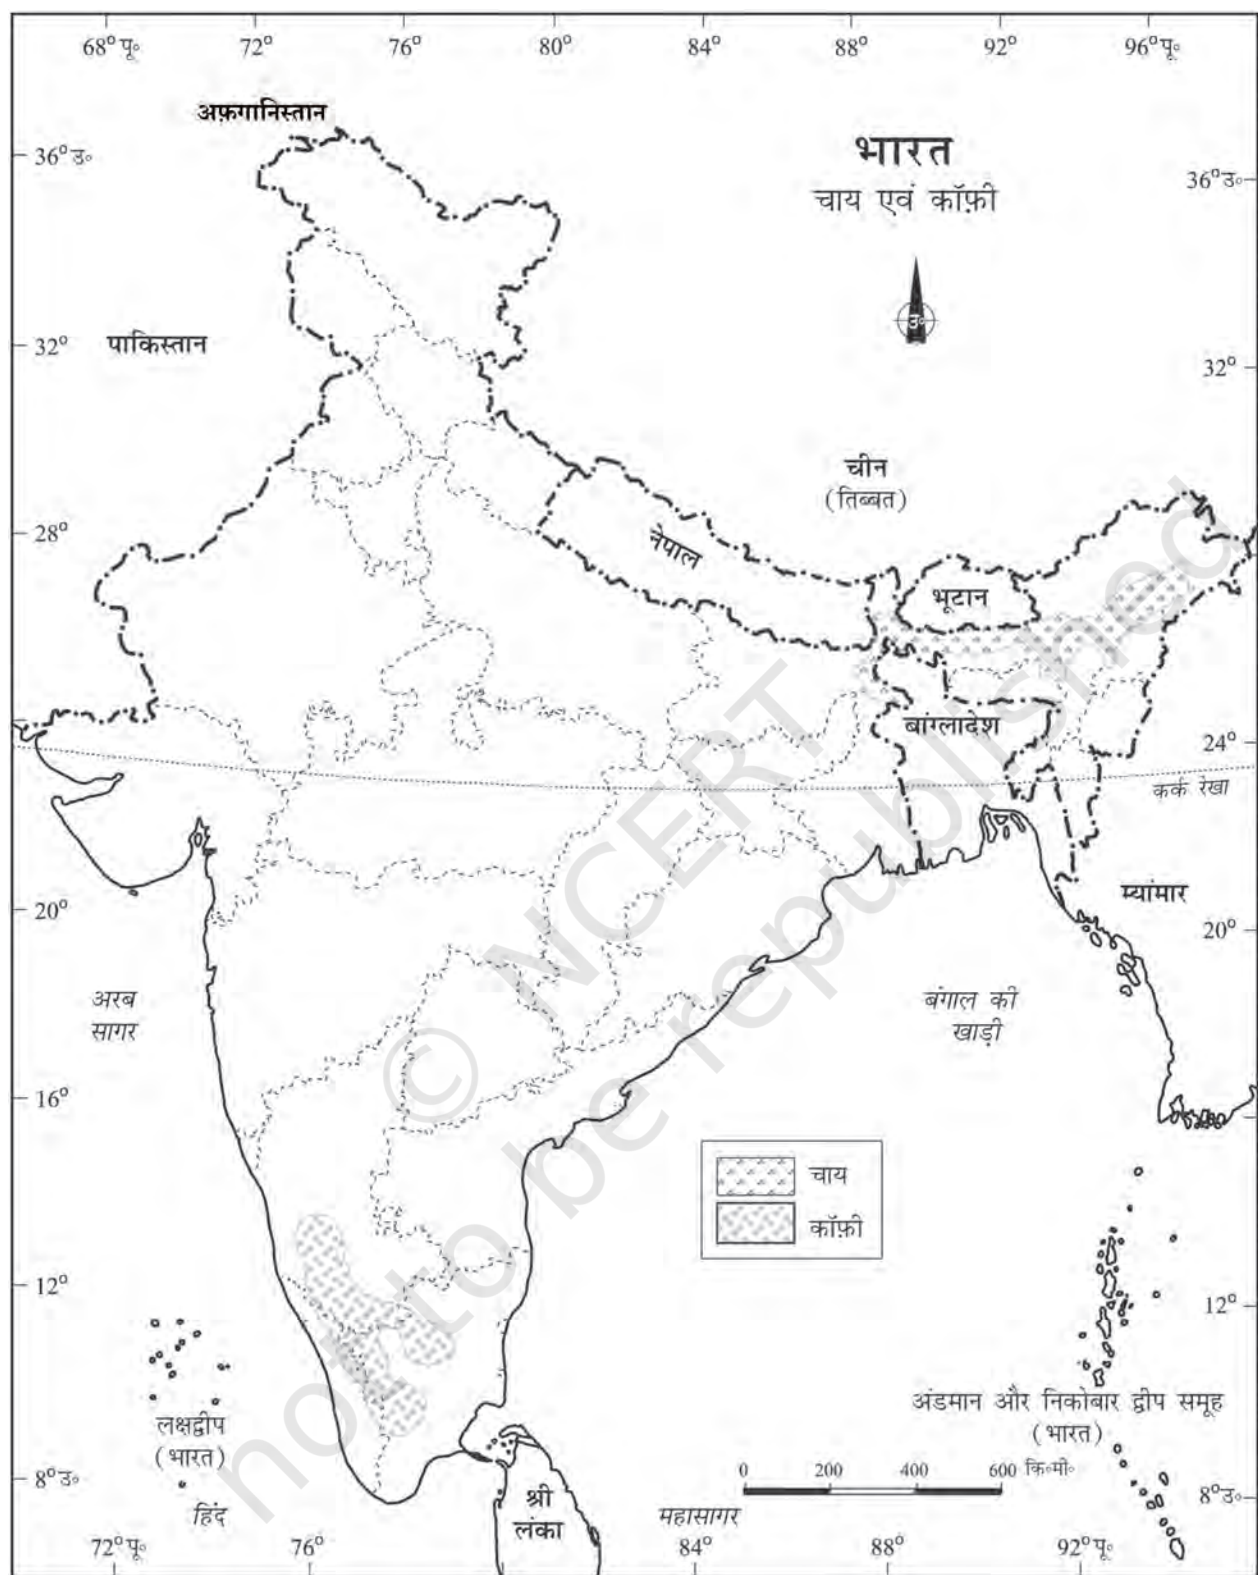 68° पू॰ 72° 76° 80° 84° 88° 92° 96° पू॰
अफ़गानिस्तान
भारत
चाय एवं कॉफ़ी
36° उ॰
36° उ॰
उ॰
पाकिस्तान
32°
32°
चीन
(तिब्बत)
28°
नेपाल
भूटान
बांग्लादेश
24°
कर्क रेखा
म्यांमार
20°
20°
अरब
सागर
बंगाल की
खाड़ी
16°
चाय
कॉफ़ी
12°
12°
लक्षद्वीप
(भारत)
अंडमान और निकोबार द्वीप समूह
(भारत)
8° उ॰
0 200 400 600 कि॰मी॰
8° उ॰
हिंद
श्री
लंका
महासागर
72° पू॰ 76° 84° 88° 92° पू॰
© NCERT
not to be republished